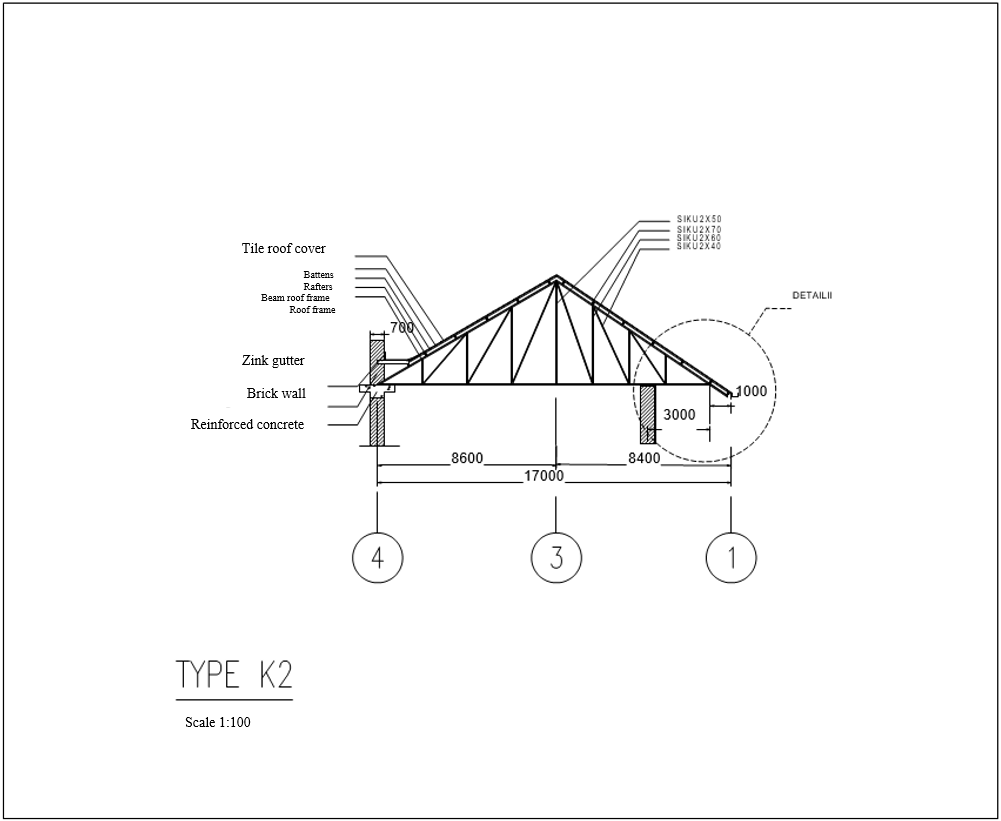 SIKU2X50
SIKU2X70
SIKU2X60
SIKU2X40
Tile roof cover
Battens
Rafters
Beam roof frame
Roof frame
DETAILII
700
Zink gutter
Brick wall
Reinforced concrete
1000
3000
8600
8400
17000
4
3
1
TYPE K2
Scale 1:100